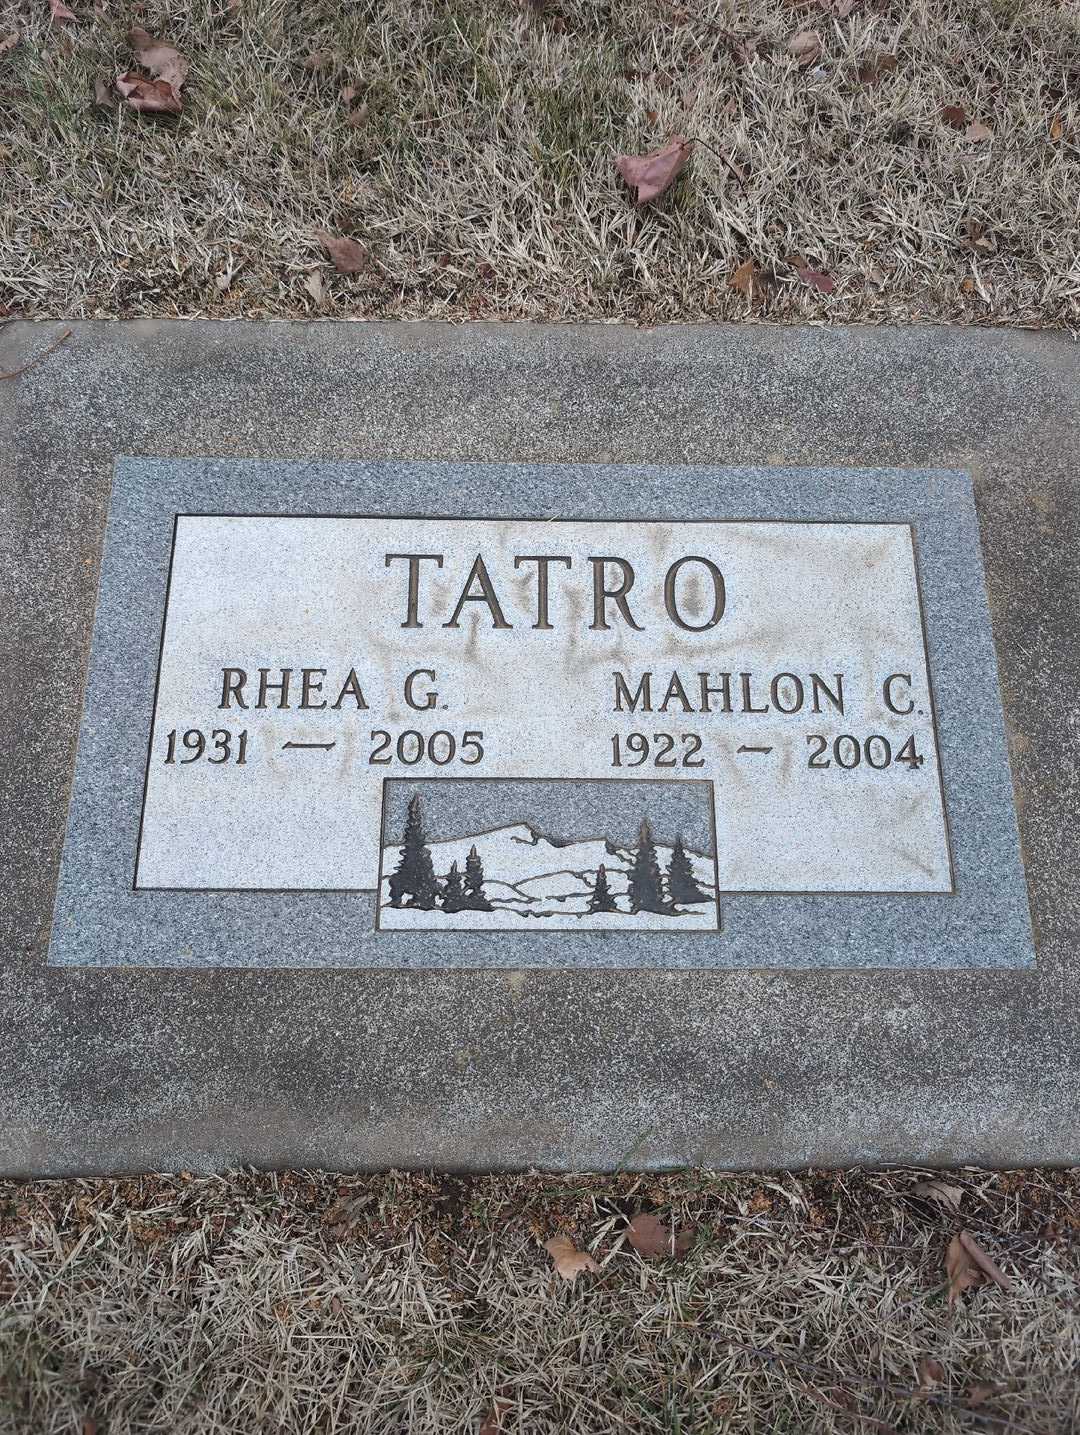 TATRO
RHEA G. MAHLON C.
1931 — 2005 1922 — 2004